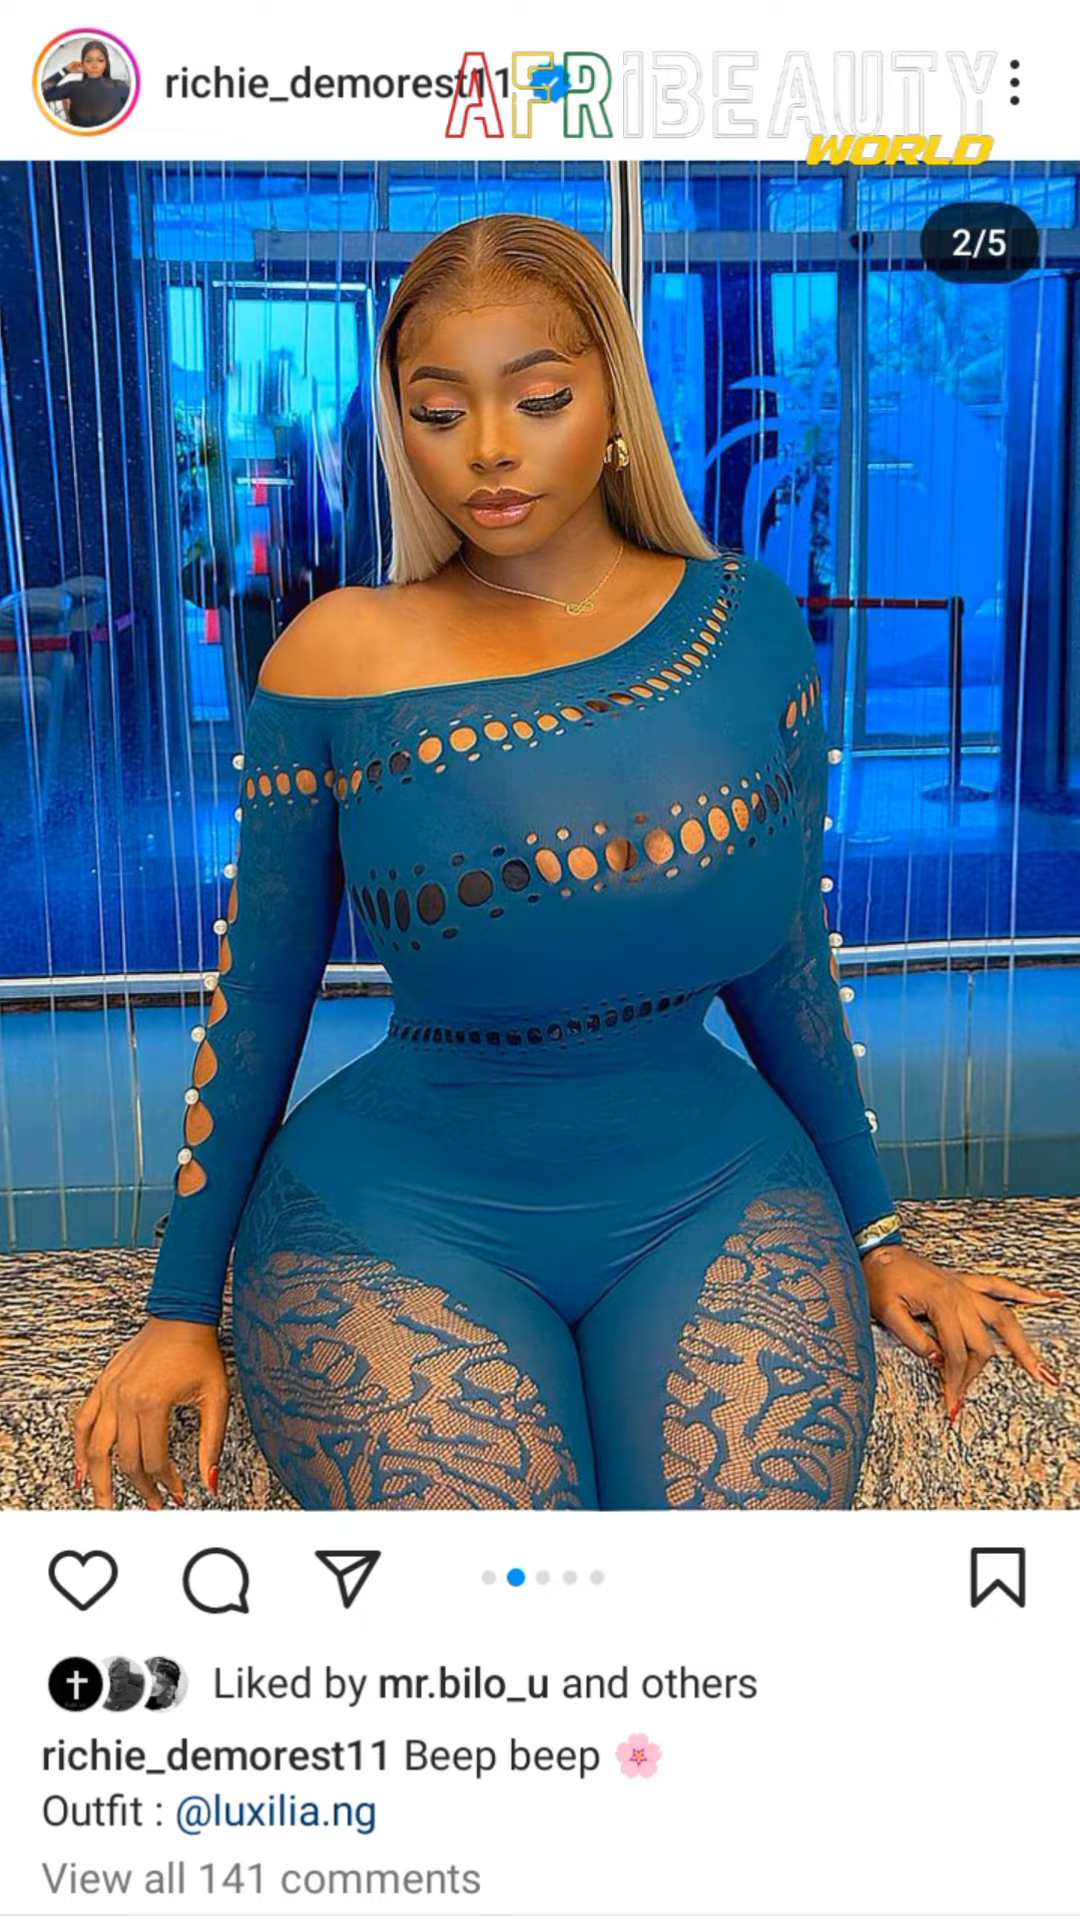 richie_demorest11
AFRIBEAUTY
WORLD
2/5
Liked by mr.bilo_u and others
richie_demorest11 Beep beep 🌸
Outfit : @luxilia.ng
View all 141 comments